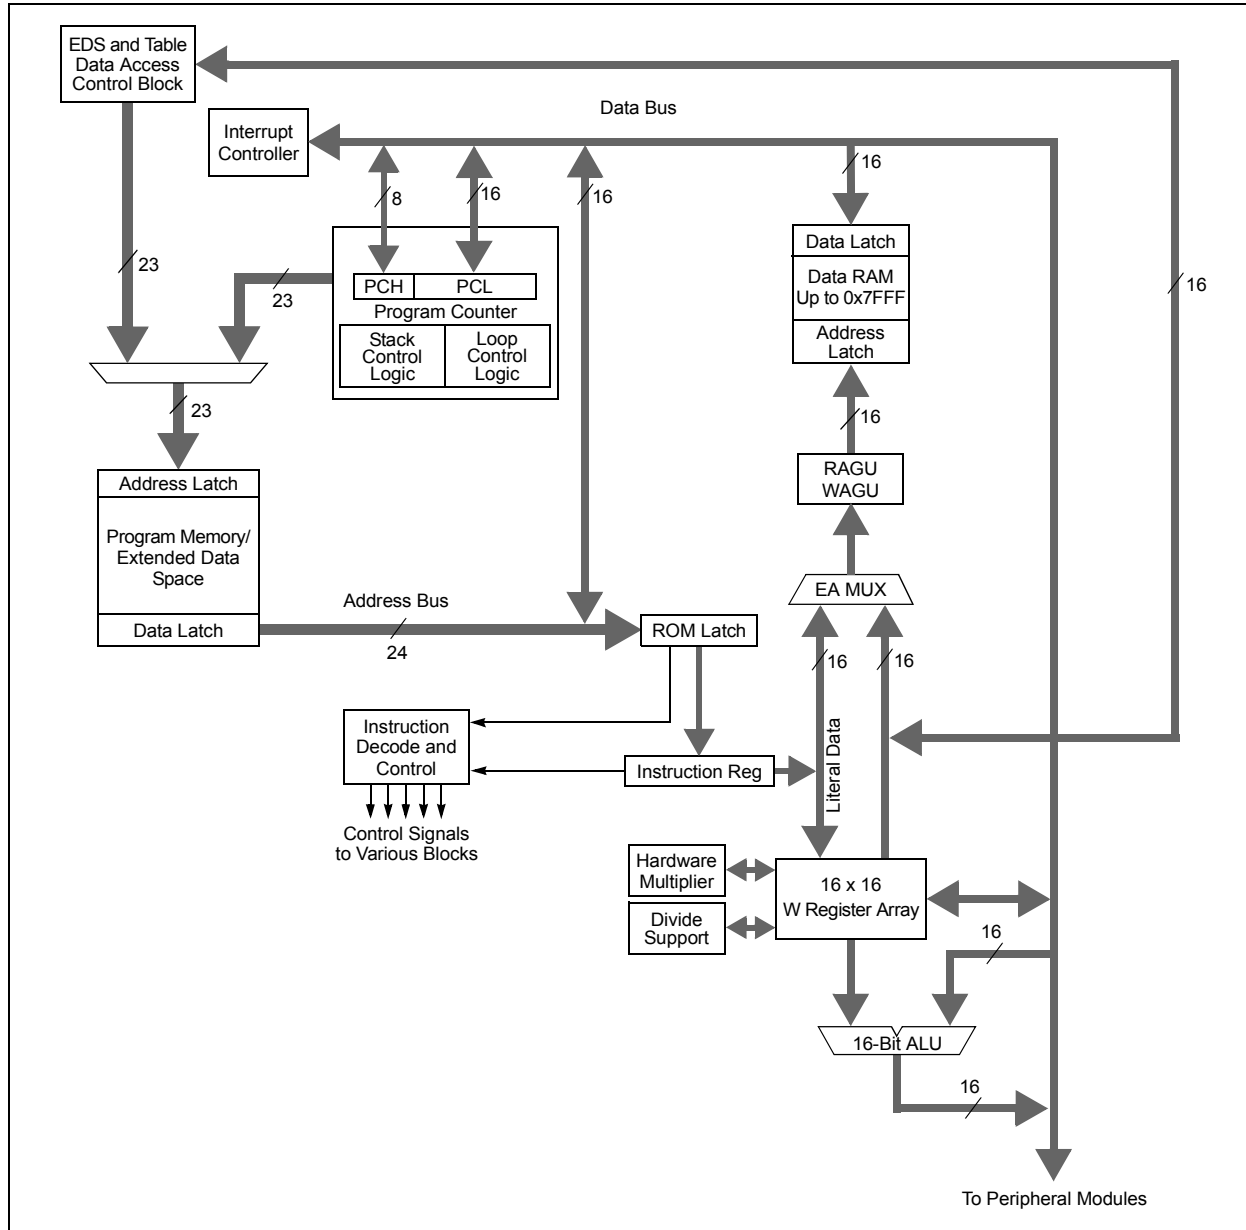 EDS and Table
Data Access
Control Block
16
Data Bus
Interrupt
Controller
8
16
16
16
23
23
PCH
PCL
Program Counter
Stack
Control
Logic
Loop
Control
Logic
Data Latch
Data RAM
Up to 0x7FFF
Address
Latch
16
23
16
RAGU
WAGU
Address Latch
Program Memory/
Extended Data
Space
Data Latch
EA MUX
Address Bus
24
ROM Latch
16
16
Instruction
Decode and
Control
Instruction Reg
Literal Data
Control Signals
to Various Blocks
Hardware
Multiplier
Divide
Support
16 x 16
W Register Array
16
16-Bit ALU
16
To Peripheral Modules